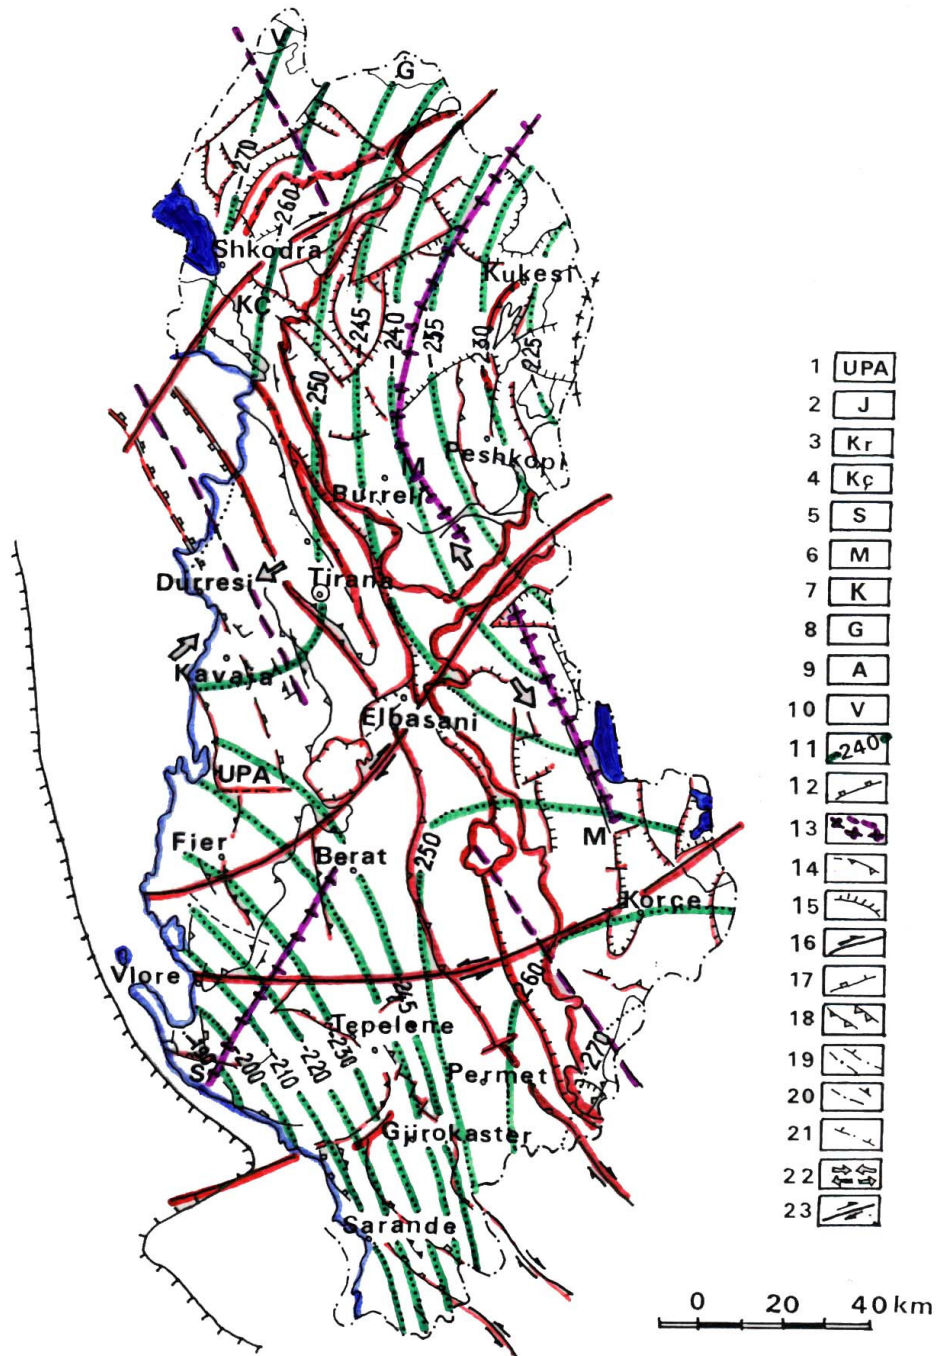 V
G
-270
-260
Shkodra
Kukesi
KÇ
-245
-240
-235
-230
-225
-250
Peshkopi
M
Burreli
Durresi
Tirana
Kavaja
Elbasani
UPA
M
Fier
Berat
-250
Korçe
Vlore
-260
-245
Tepelene
-270
-190
-200
-210
-220
-230
S
Permet
Gjirokaster
Sarande
1 UPA
2 J
3 Kr
4 Kç
5 S
6 M
7 K
8 G
9 A
10 V
11 -240
12
13
14
15
16
17
18
19
20
21
22
23
0 20 40 km